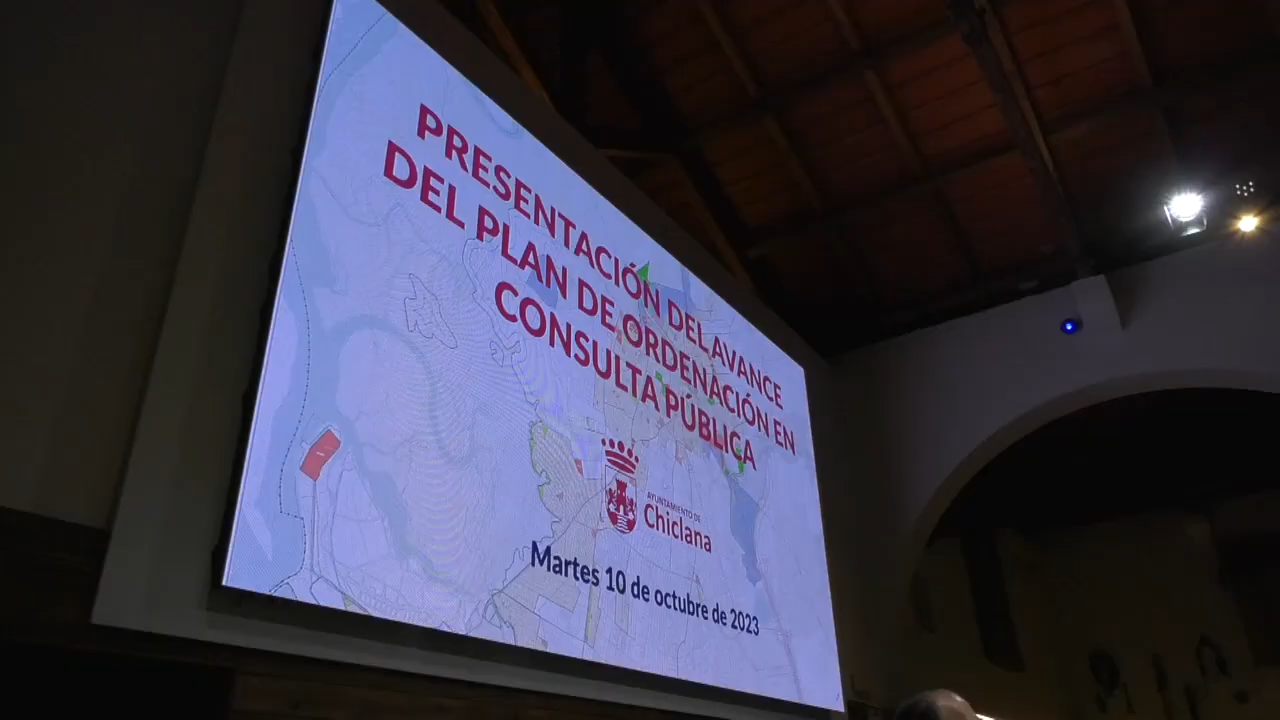 PRESENTACIÓN DEL AVANCE
DEL PLAN DE ORDENACIÓN EN
CONSULTA PÚBLICA
AYUNTAMIENTO DE
Chiclana
Martes 10 de octubre de 2023